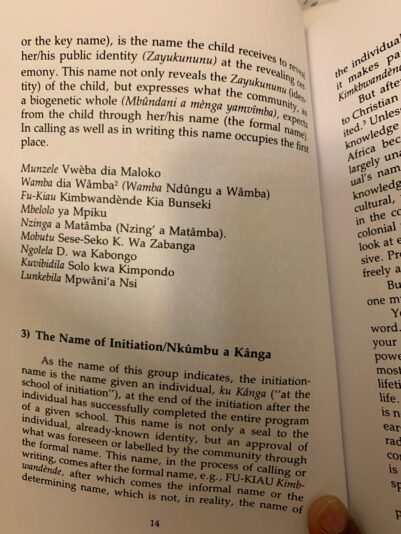 or the key name), is the name the child receives to reveal
her/his public identity (Zayukununu) at the revealing cer-
emony. This name not only reveals the Zayukununu (iden-
tity) of the child, but expresses what the community, as
a biogenetic whole (Mbûndani a mènga yamvîmba), expects
from the child through her/his name (the formal name).
In calling as well as in writing this name occupies the first
place.
Munzele Vwèba dia Maloko
Wamba dia Wâmba² (Wamba Ndûngu a Wâmba)
Fu-Kiau Kimbwandènde Kia Bunseki
Mbelolo ya Mpiku
Nzinga a Matâmba (Nzing' a Matâmba).
Mobutu Sese-Seko K. Wa Zabanga
Ngolela D. wa Kabongo
Kuvibidila Solo kwa Kimpondo
Lunkebila Mpwâni'a Nsi
3) The Name of Initiation/Nkûmbu a Kânga
As the name of this group indicates, the initiation-
name is the name given an individual, ku Kânga ("at the
school of initiation"), at the end of the initiation after the
individual has successfully completed the entire program
of a given school. This name is not only a seal to the
individual, already-known identity, but an approval of
what was foreseen or labelled by the community through
the formal name. This name, in the process of calling or
writing, comes after the formal name, e.g., FU-KIAU Kimb-
wandènde, after which comes the informal name or the
determining name, which is not, in reality, the name of
14
the individual
it makes pa
Kimkbwandèn
But after
to Christian
ited.³ Unles
knowledge
Africa bec
largely una
ual's nam
knowledg
cultural,
in the co
colonial
look at e
sive. Pr
freely a
Bu
one m
Yo
word.
your
powe
most
lifeti
life.
is n
ear
rad
co
is
sp
p